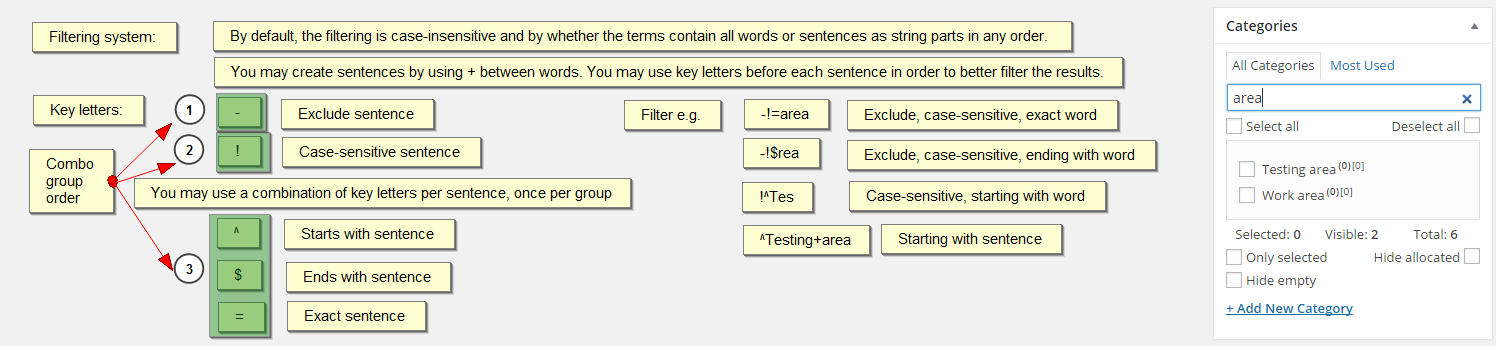 Filtering system:
By default, the filtering is case-insensitive and by whether the terms contain all words or sentences as string parts in any order.
You may create sentences by using + between words. You may use key letters before each sentence in order to better filter the results.
Key letters:
1
-
Exclude sentence
2
!
Case-sensitive sentence
Combo
group
order
You may use a combination of key letters per sentence, once per group
3
^
Starts with sentence
$
Ends with sentence
=
Exact sentence
Filter e.g.
-!=area
Exclude, case-sensitive, exact word
-!$rea
Exclude, case-sensitive, ending with word
!^Tes
Case-sensitive, starting with word
^Testing+area
Starting with sentence
Categories
All Categories
Most Used
area
Select all
Deselect all
Testing area (0)[0]
Work area (0)[0]
Selected: 0
Visible: 2
Total: 6
Only selected
Hide allocated
Hide empty
+ Add New Category